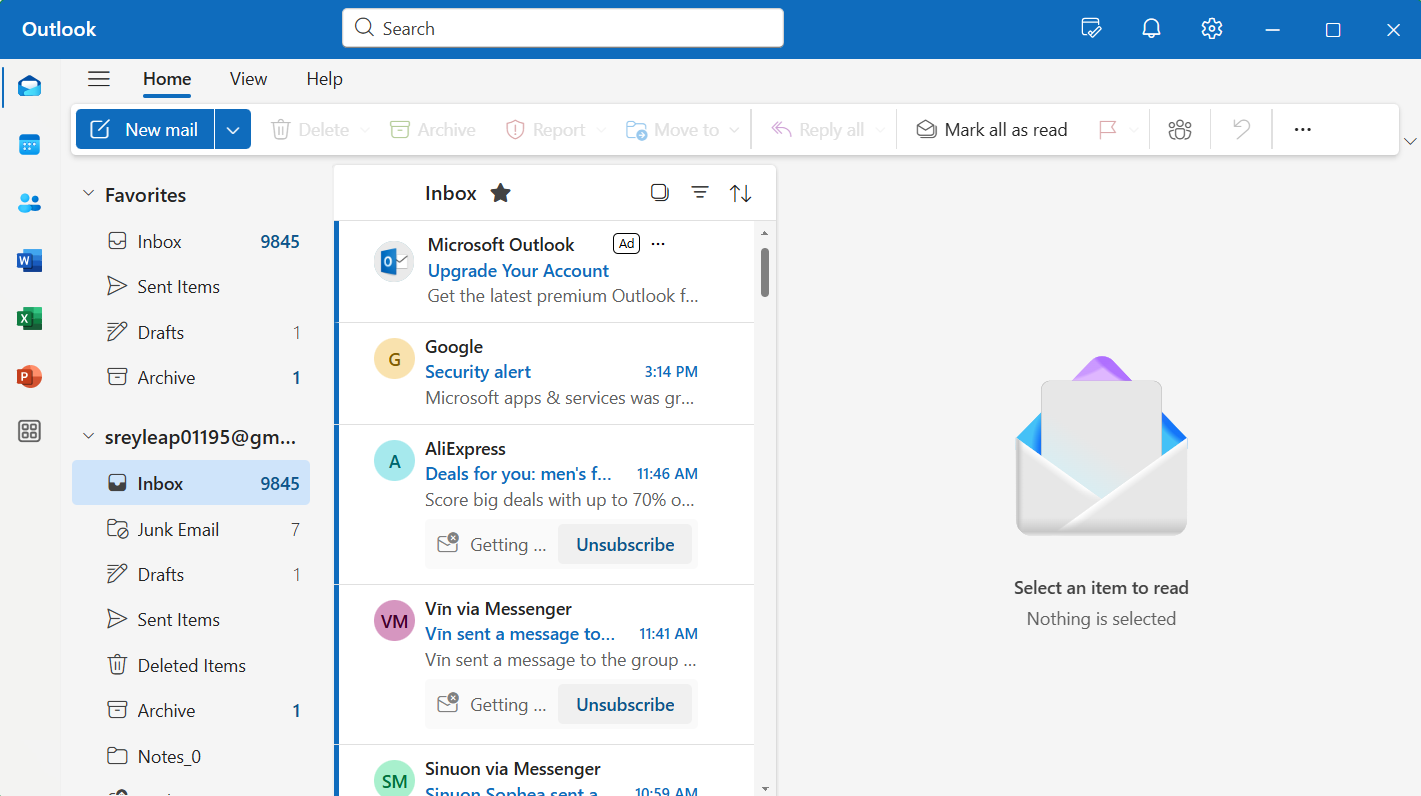 Outlook
Search
Home View Help
New mail Delete Archive Report Move to Reply all Mark all as read
Favorites
Inbox 9845
Sent Items
Drafts 1
Archive 1
sreyleap01195@gm...
Inbox 9845
Junk Email 7
Drafts 1
Sent Items
Deleted Items
Archive 1
Notes_0
Inbox
Microsoft Outlook Ad
Upgrade Your Account
Get the latest premium Outlook f...
G
Google
Security alert 3:14 PM
Microsoft apps & services was gr...
A
AliExpress
Deals for you: men's f... 11:46 AM
Score big deals with up to 70% o...
Getting ... Unsubscribe
VM
Vīn via Messenger
Vīn sent a message to... 11:41 AM
Vīn sent a message to the group ...
Getting ... Unsubscribe
SM
Sinuon via Messenger
Sinuon Sophea sent a 10:59 AM
Select an item to read
Nothing is selected